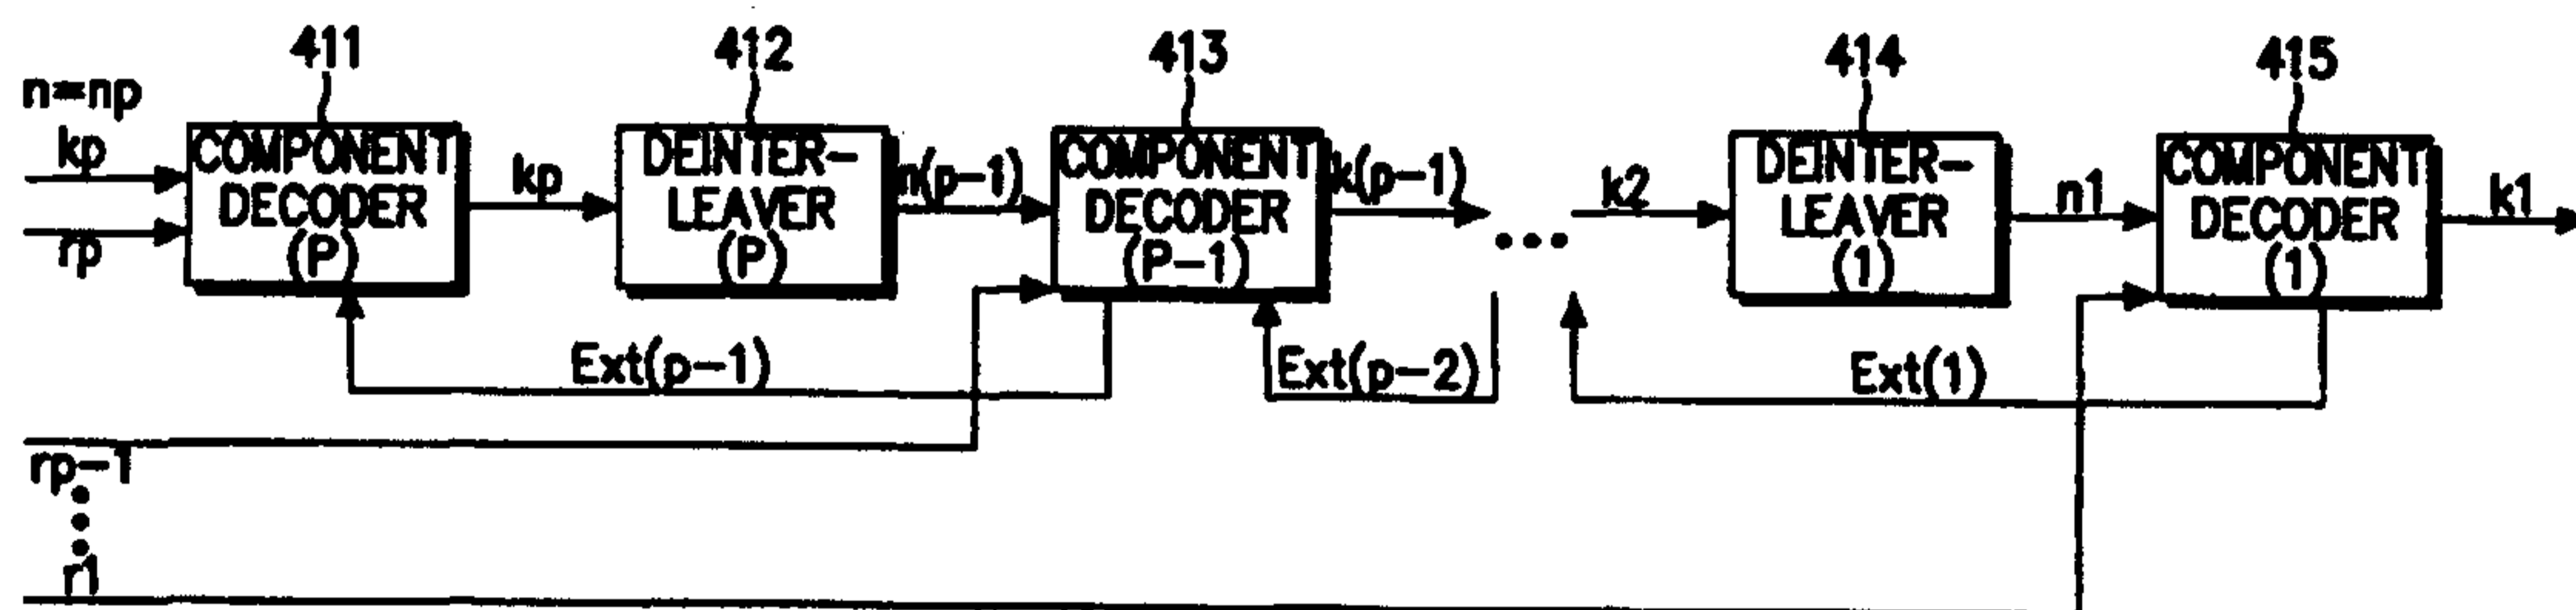 411
412
413
414
415
n=np
kp
rp
COMPONENT
DECODER
(P)
kp
DEINTER-
LEAVER
(P)
n(p-1)
COMPONENT
DECODER
(P-1)
k(p-1)
...
k2
DEINTER-
LEAVER
(1)
n1
COMPONENT
DECODER
(1)
k1
Ext(p-1)
Ext(p-2)
Ext(1)
rp-1
r1